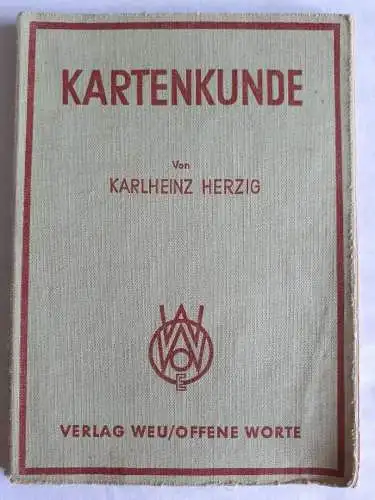 KARTENKUNDE
Von
KARLHEINZ HERZIG
VERLAG WEU/OFFENE WORTE